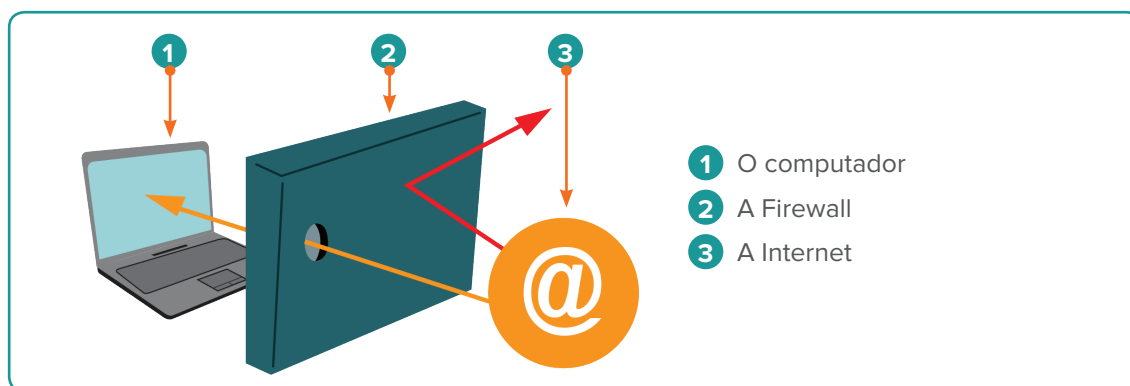 1 2 3
@
1 O computador
2 A Firewall
3 A Internet